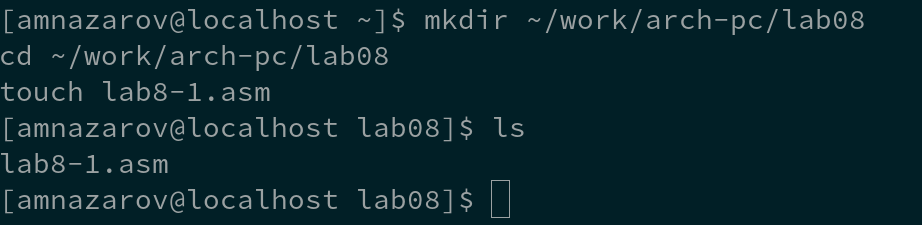 [amnazarov@localhost ~]$ mkdir ~/work/arch-pc/lab08
cd ~/work/arch-pc/lab08
touch lab8-1.asm
[amnazarov@localhost lab08]$ ls
lab8-1.asm
[amnazarov@localhost lab08]$